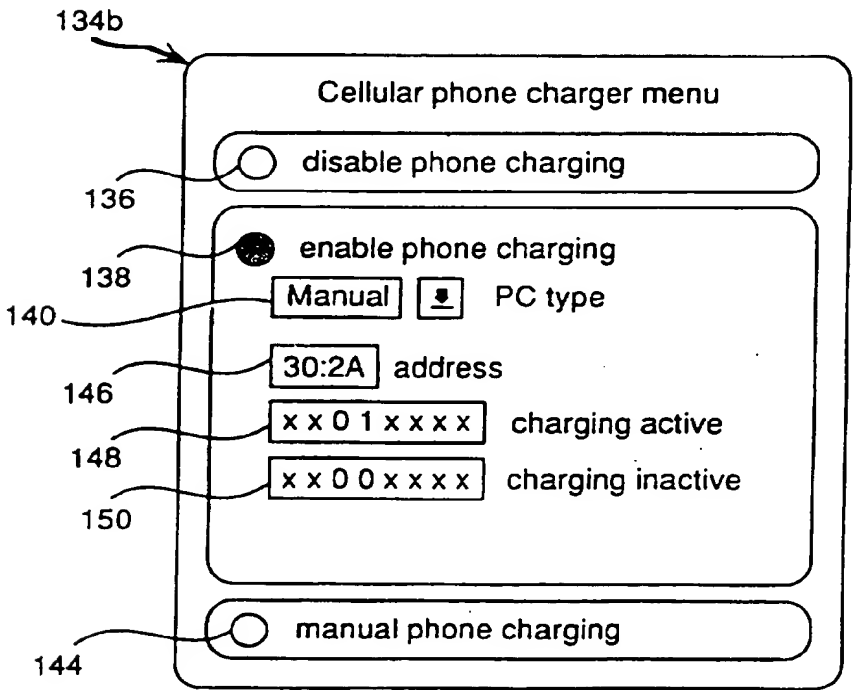 134b
Cellular phone charger menu
disable phone charging
136
enable phone charging
138
Manual PC type
140
30:2A address
146
x x 0 1 x x x x charging active
148
x x 0 0 x x x x charging inactive
150
manual phone charging
144